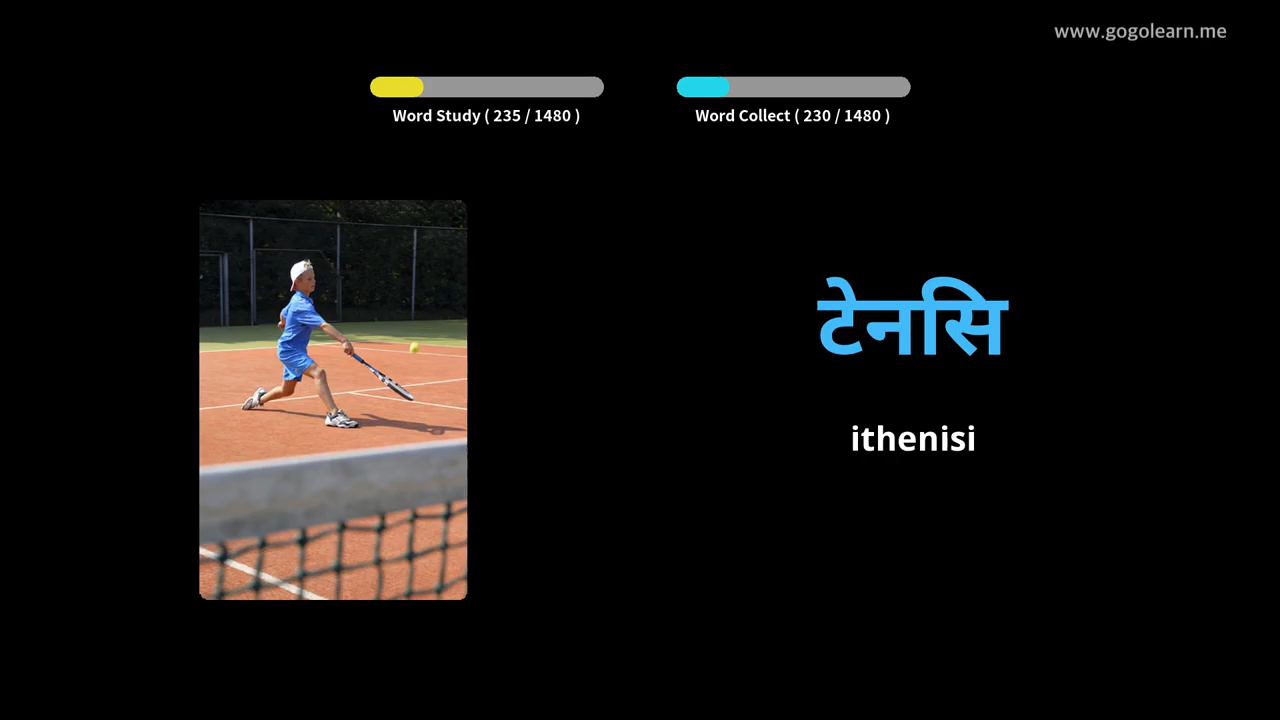 www.gogolearn.me
Word Study ( 235 / 1480 )
Word Collect ( 230 / 1480 )
टेनसि
ithenisi